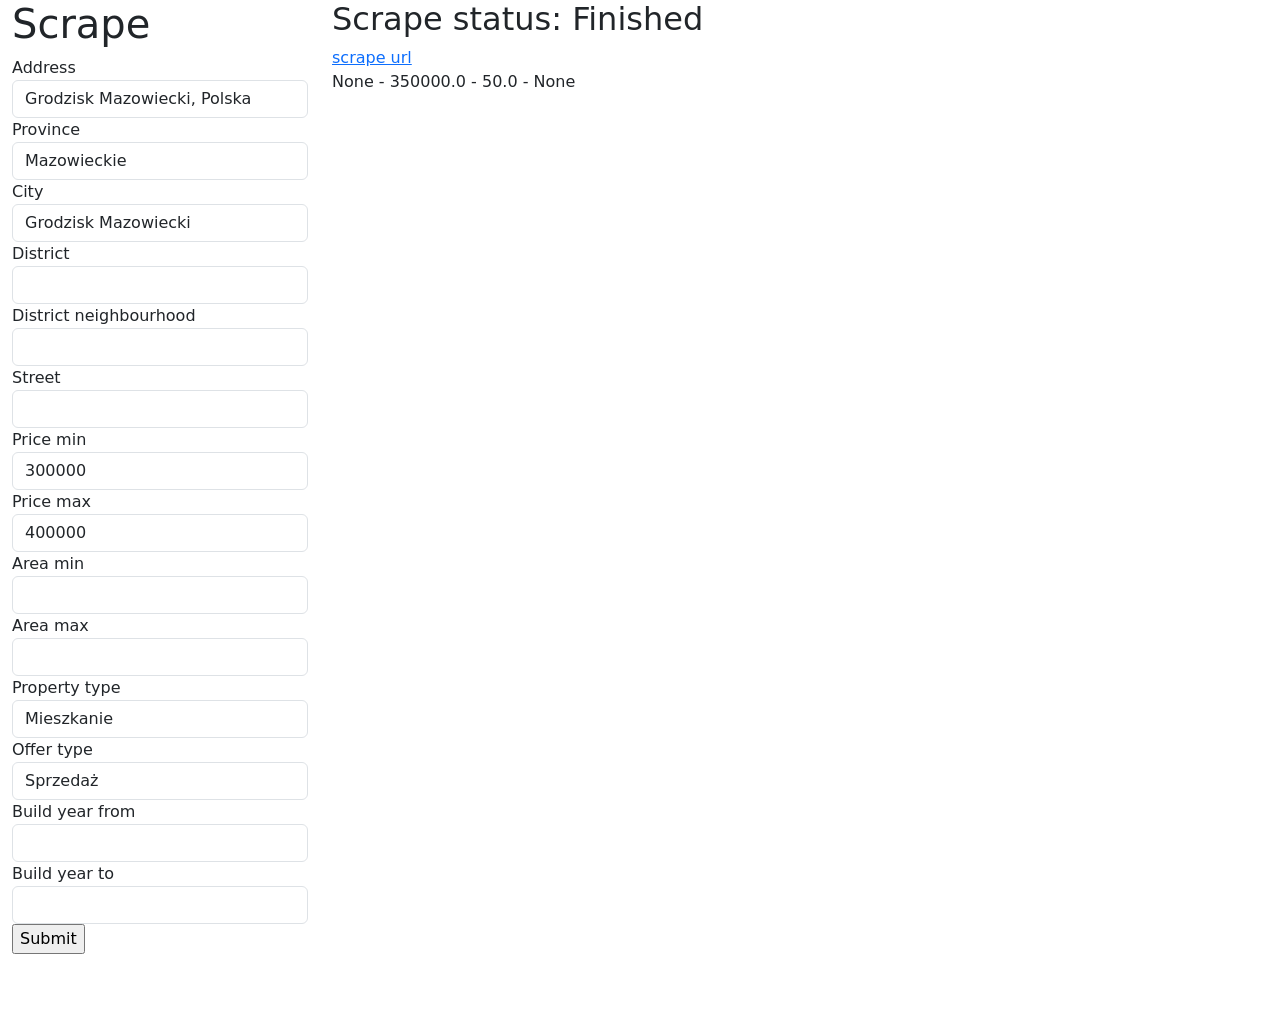 Scrape
Address
Grodzisk Mazowiecki, Polska
Province
Mazowieckie
City
Grodzisk Mazowiecki
District
District neighbourhood
Street
Price min
300000
Price max
400000
Area min
Area max
Property type
Mieszkanie
Offer type
Sprzedaż
Build year from
Build year to
Submit
Scrape status: Finished
scrape url
None - 350000.0 - 50.0 - None